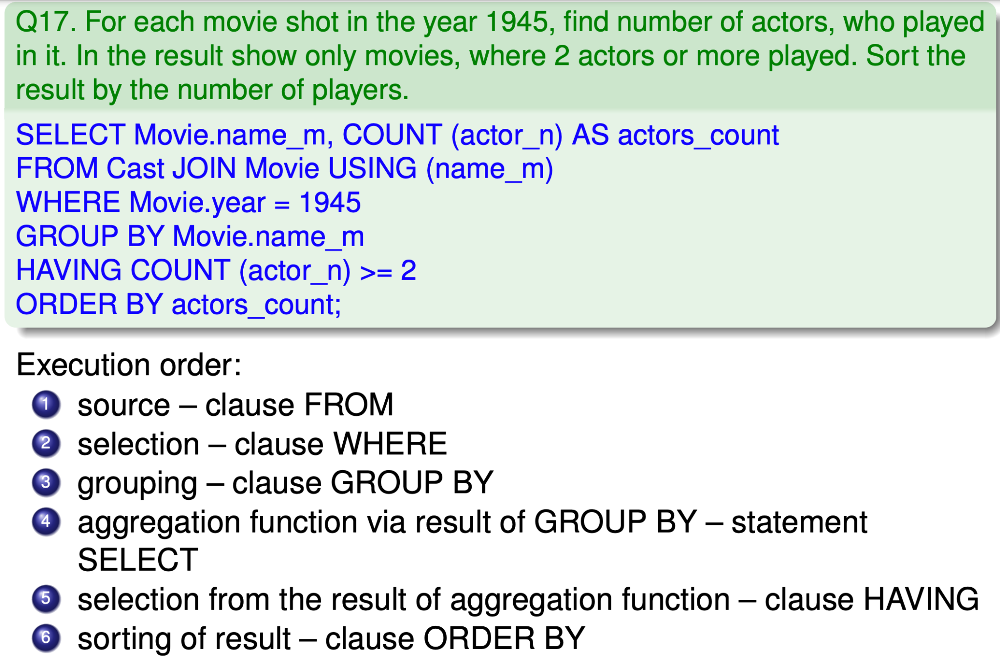 Q17. For each movie shot in the year 1945, find number of actors, who played
in it. In the result show only movies, where 2 actors or more played. Sort the
result by the number of players.
SELECT Movie.name_m, COUNT (actor_n) AS actors_count
FROM Cast JOIN Movie USING (name_m)
WHERE Movie.year = 1945
GROUP BY Movie.name_m
HAVING COUNT (actor_n) >= 2
ORDER BY actors_count;
Execution order:
1 source – clause FROM
2 selection – clause WHERE
3 grouping – clause GROUP BY
4 aggregation function via result of GROUP BY – statement
SELECT
5 selection from the result of aggregation function – clause HAVING
6 sorting of result – clause ORDER BY